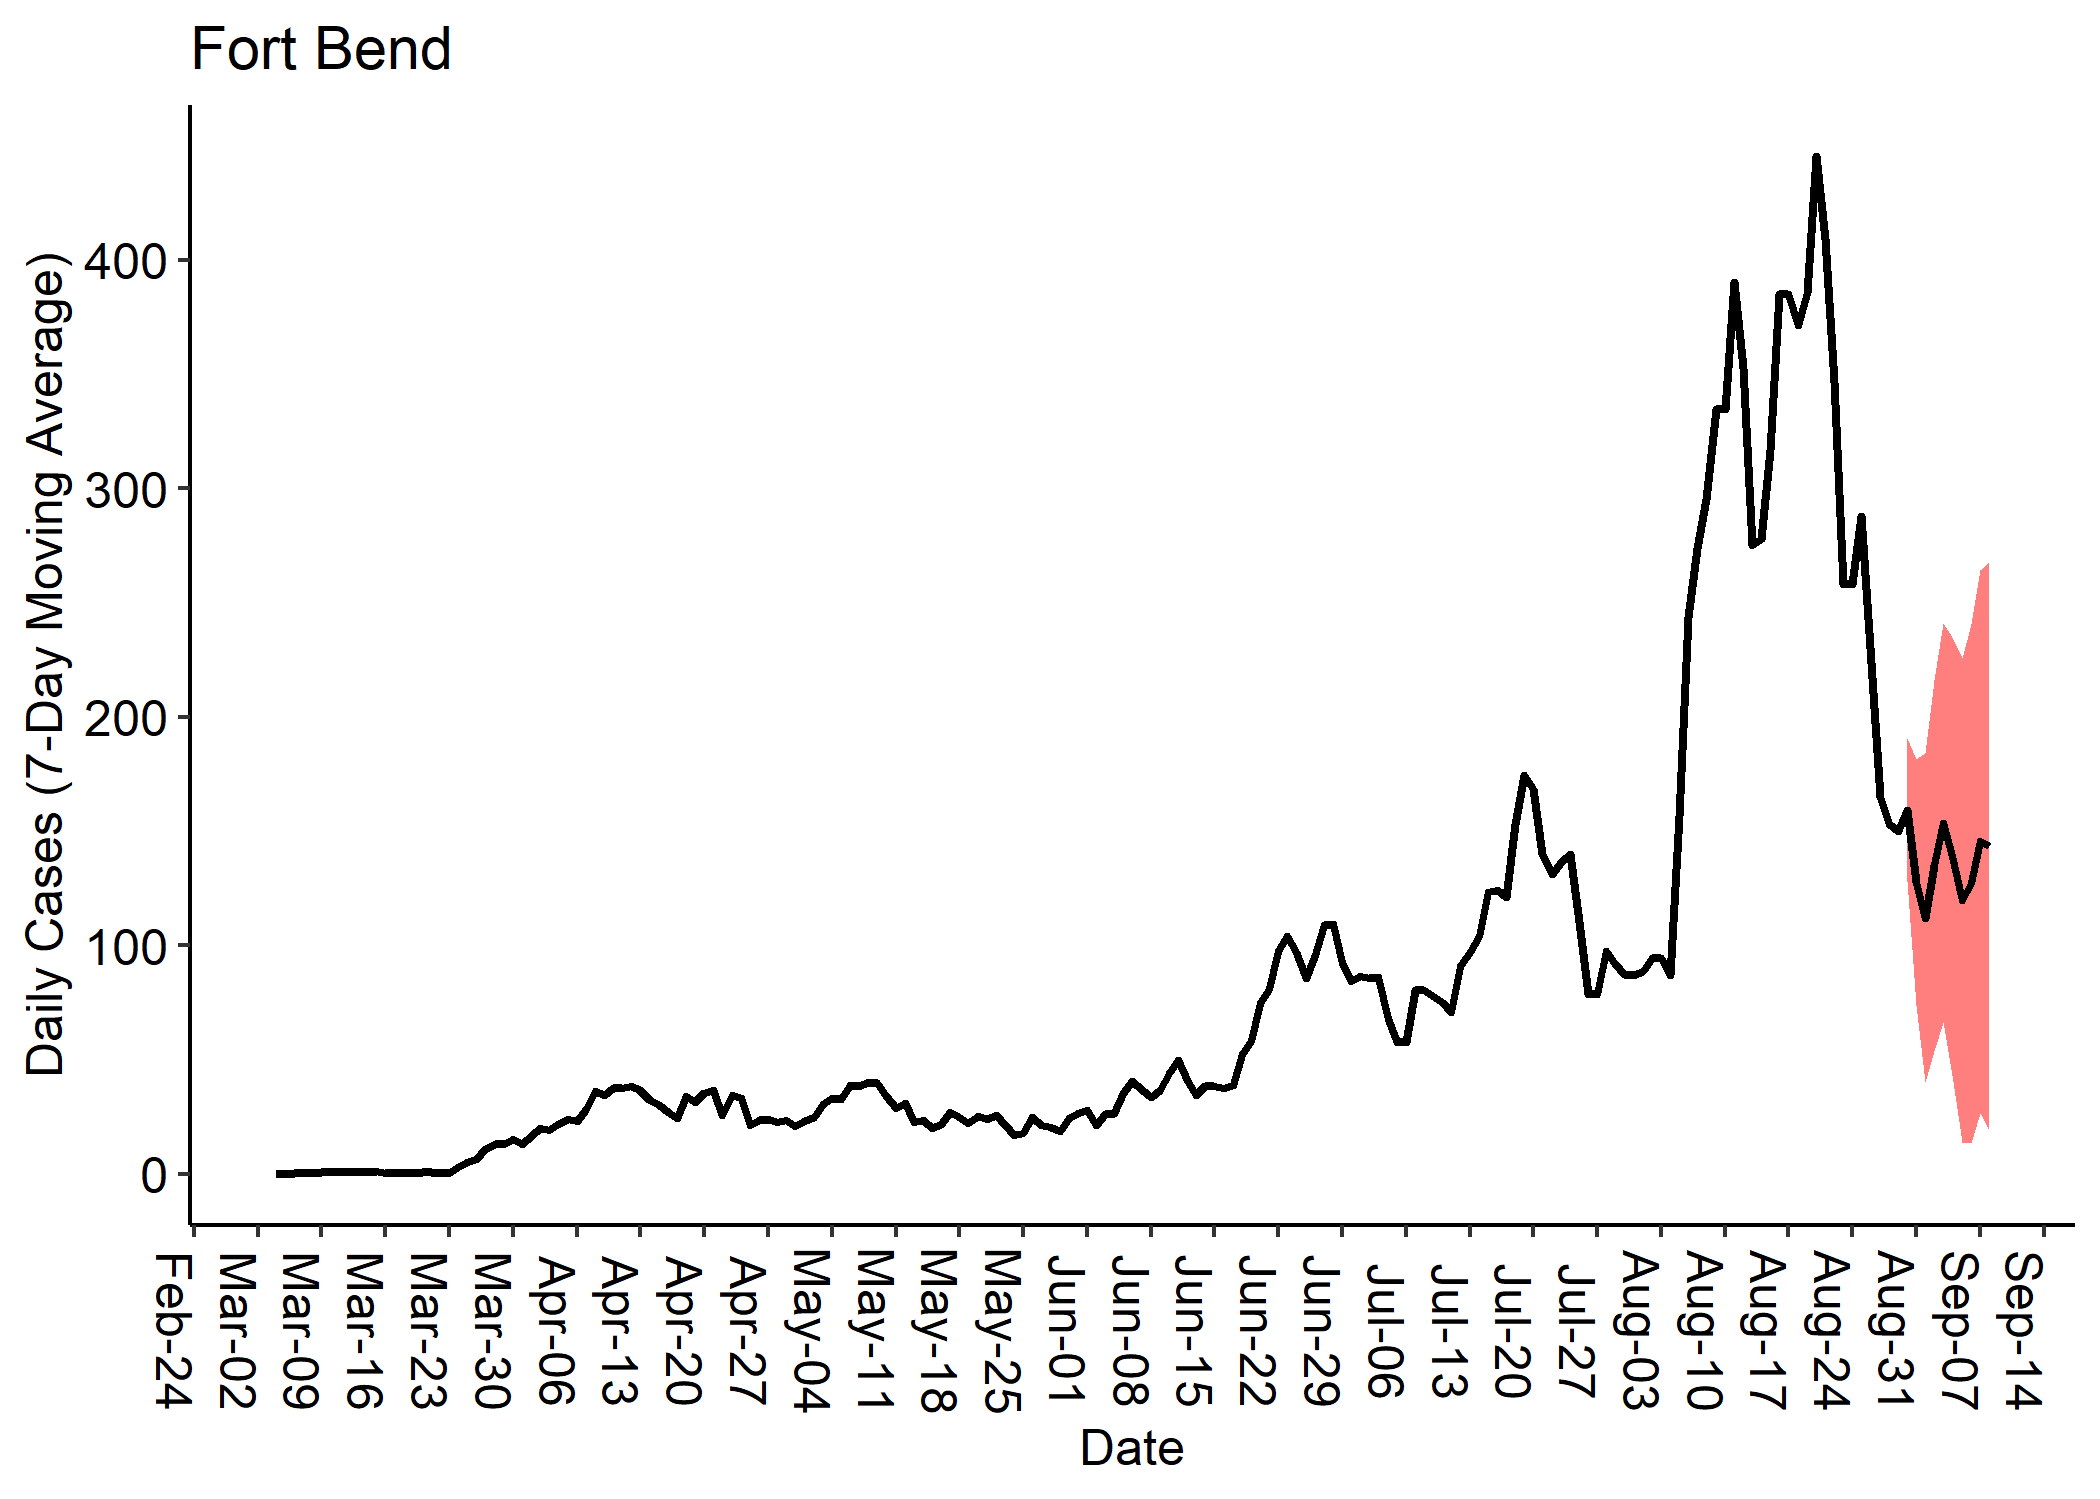 Fort Bend
Daily Cases (7-Day Moving Average)
400
300
200
100
0
Feb-24
Mar-02
Mar-09
Mar-16
Mar-23
Mar-30
Apr-06
Apr-13
Apr-20
Apr-27
May-04
May-11
May-18
May-25
Jun-01
Jun-08
Jun-15
Jun-22
Jun-29
Jul-06
Jul-13
Jul-20
Jul-27
Aug-03
Aug-10
Aug-17
Aug-24
Aug-31
Sep-07
Sep-14
Date